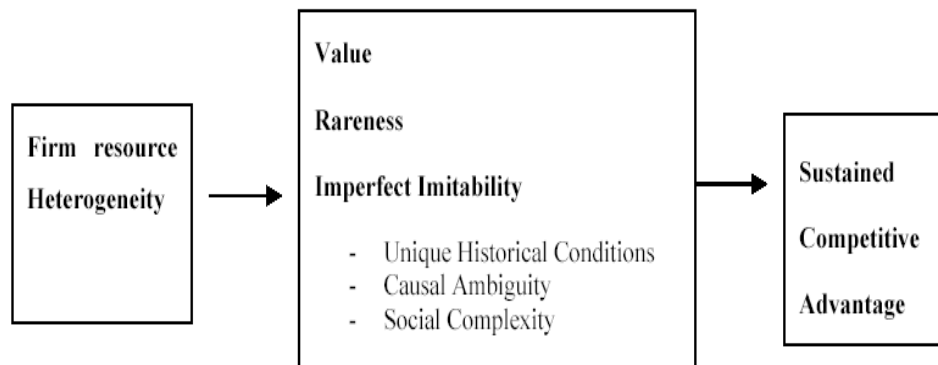 Firm resource
Heterogeneity
Value
Rareness
Imperfect Imitability
- Unique Historical Conditions
- Causal Ambiguity
- Social Complexity
Sustained
Competitive
Advantage